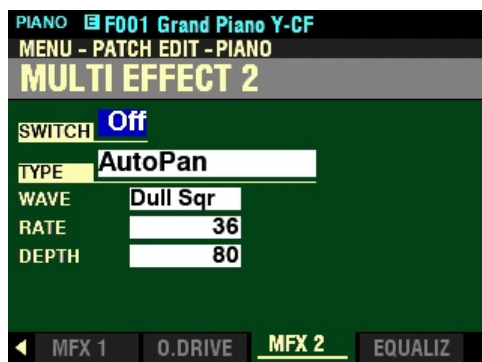 PIANO E F001 Grand Piano Y-CF
MENU - PATCH EDIT - PIANO
MULTI EFFECT 2
SWITCH Off
TYPE AutoPan
WAVE Dull Sqr
RATE 36
DEPTH 80
MFX 1 O.DRIVE MFX 2 EQUALIZ